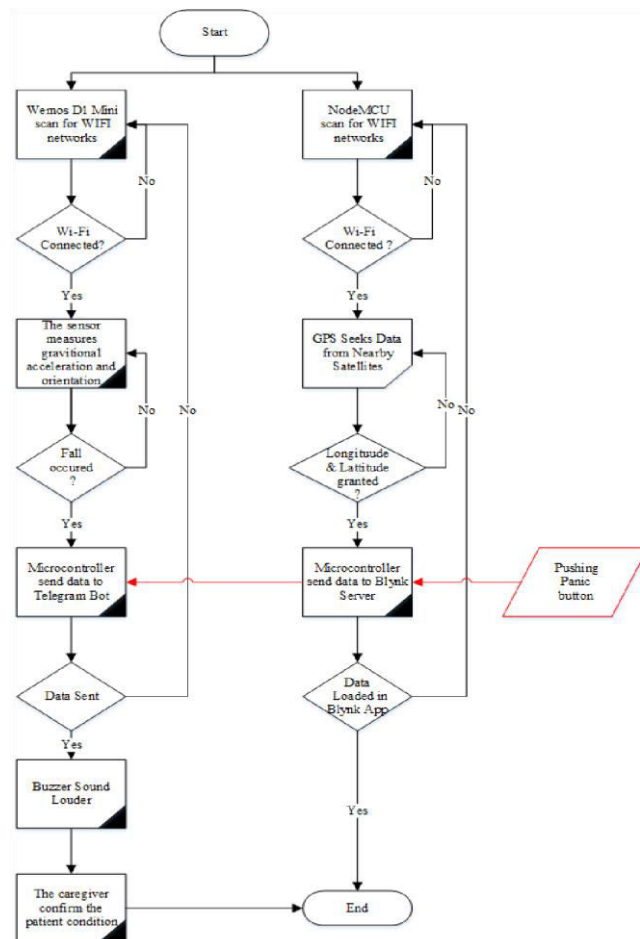 Start
Wemos D1 Mini
scan for WIFI
networks
NodeMCU
scan for WIFI
networks
No
No
Wi-Fi
Connected?
Wi-Fi
Connected ?
Yes
Yes
The sensor
measures
gravitional
acceleration and
orientation
GPS Seeks Data
from Nearby
Satellites
No
No
No
No
Fall
occured
?
Longituude
& Lattitude
granted
?
Yes
Yes
Microcontroller
send data to
Telegram Bot
Microcontroller
send data to Blynk
Server
Pushing
Panic
button
Data Sent
Data
Loaded in
Blynk App
Yes
Buzzer Sound
Louder
Yes
The caregiver
confirm the
patient condition
End